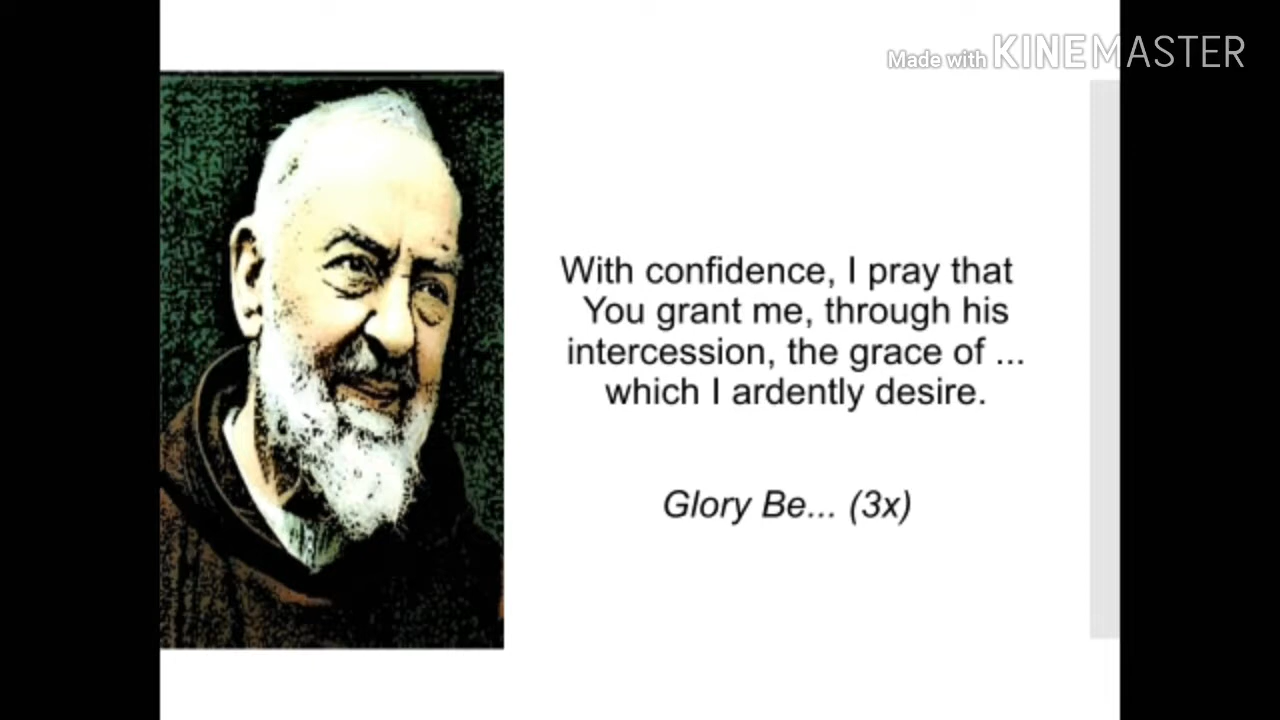 Made with KINEMASTER
With confidence, I pray that
You grant me, through his
intercession, the grace of ...
which I ardently desire.
Glory Be... (3x)